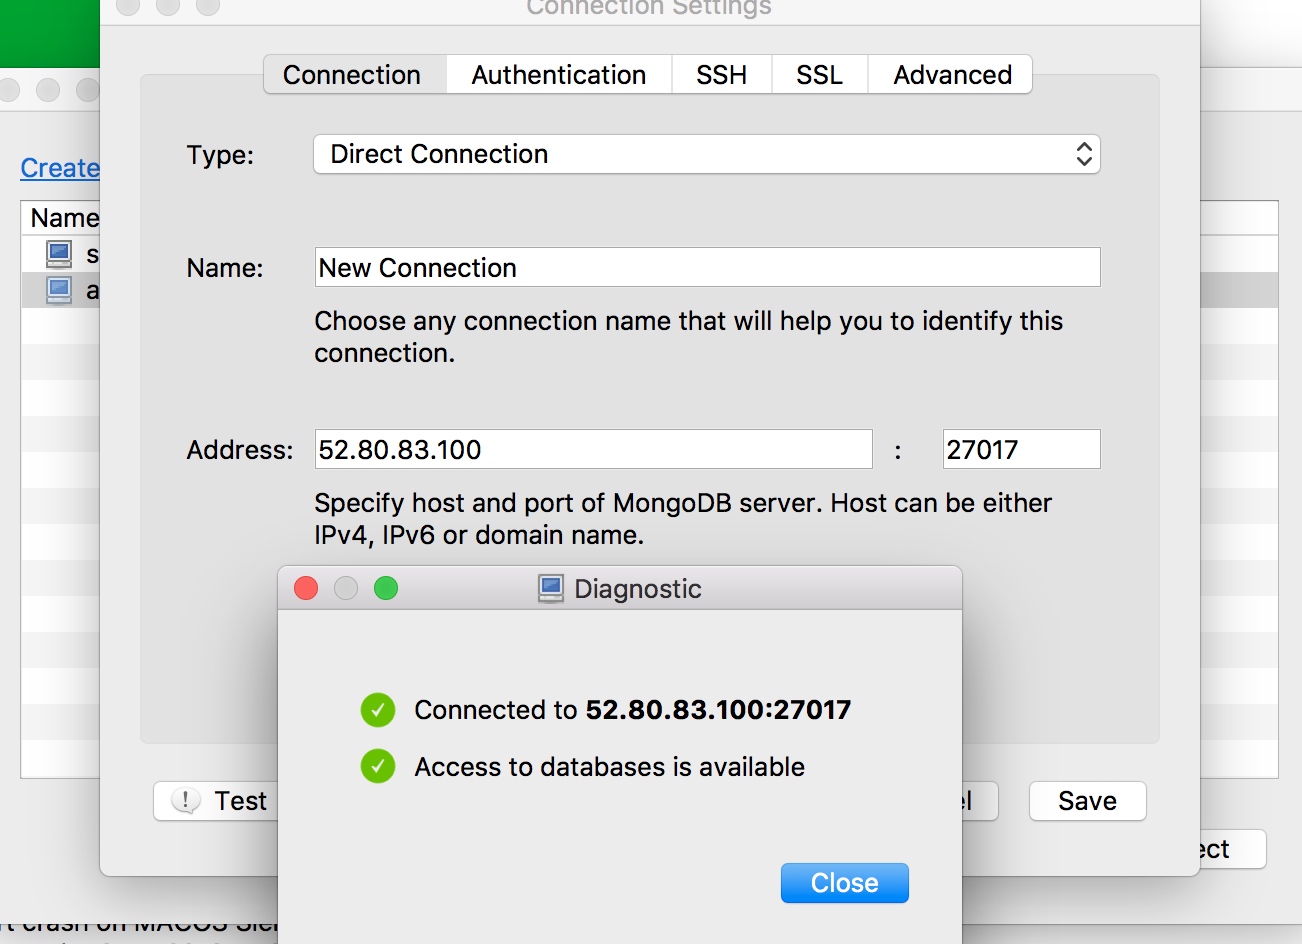 Connection Settings
Connection Authentication SSH SSL Advanced
Type: Direct Connection
Create
Name
s
a
Name: New Connection
Choose any connection name that will help you to identify this
connection.
Address: 52.80.83.100 : 27017
Specify host and port of MongoDB server. Host can be either
IPv4, IPv6 or domain name.
Diagnostic
Connected to 52.80.83.100:27017
Access to databases is available
! Test
Save
Close
crash on MACOS